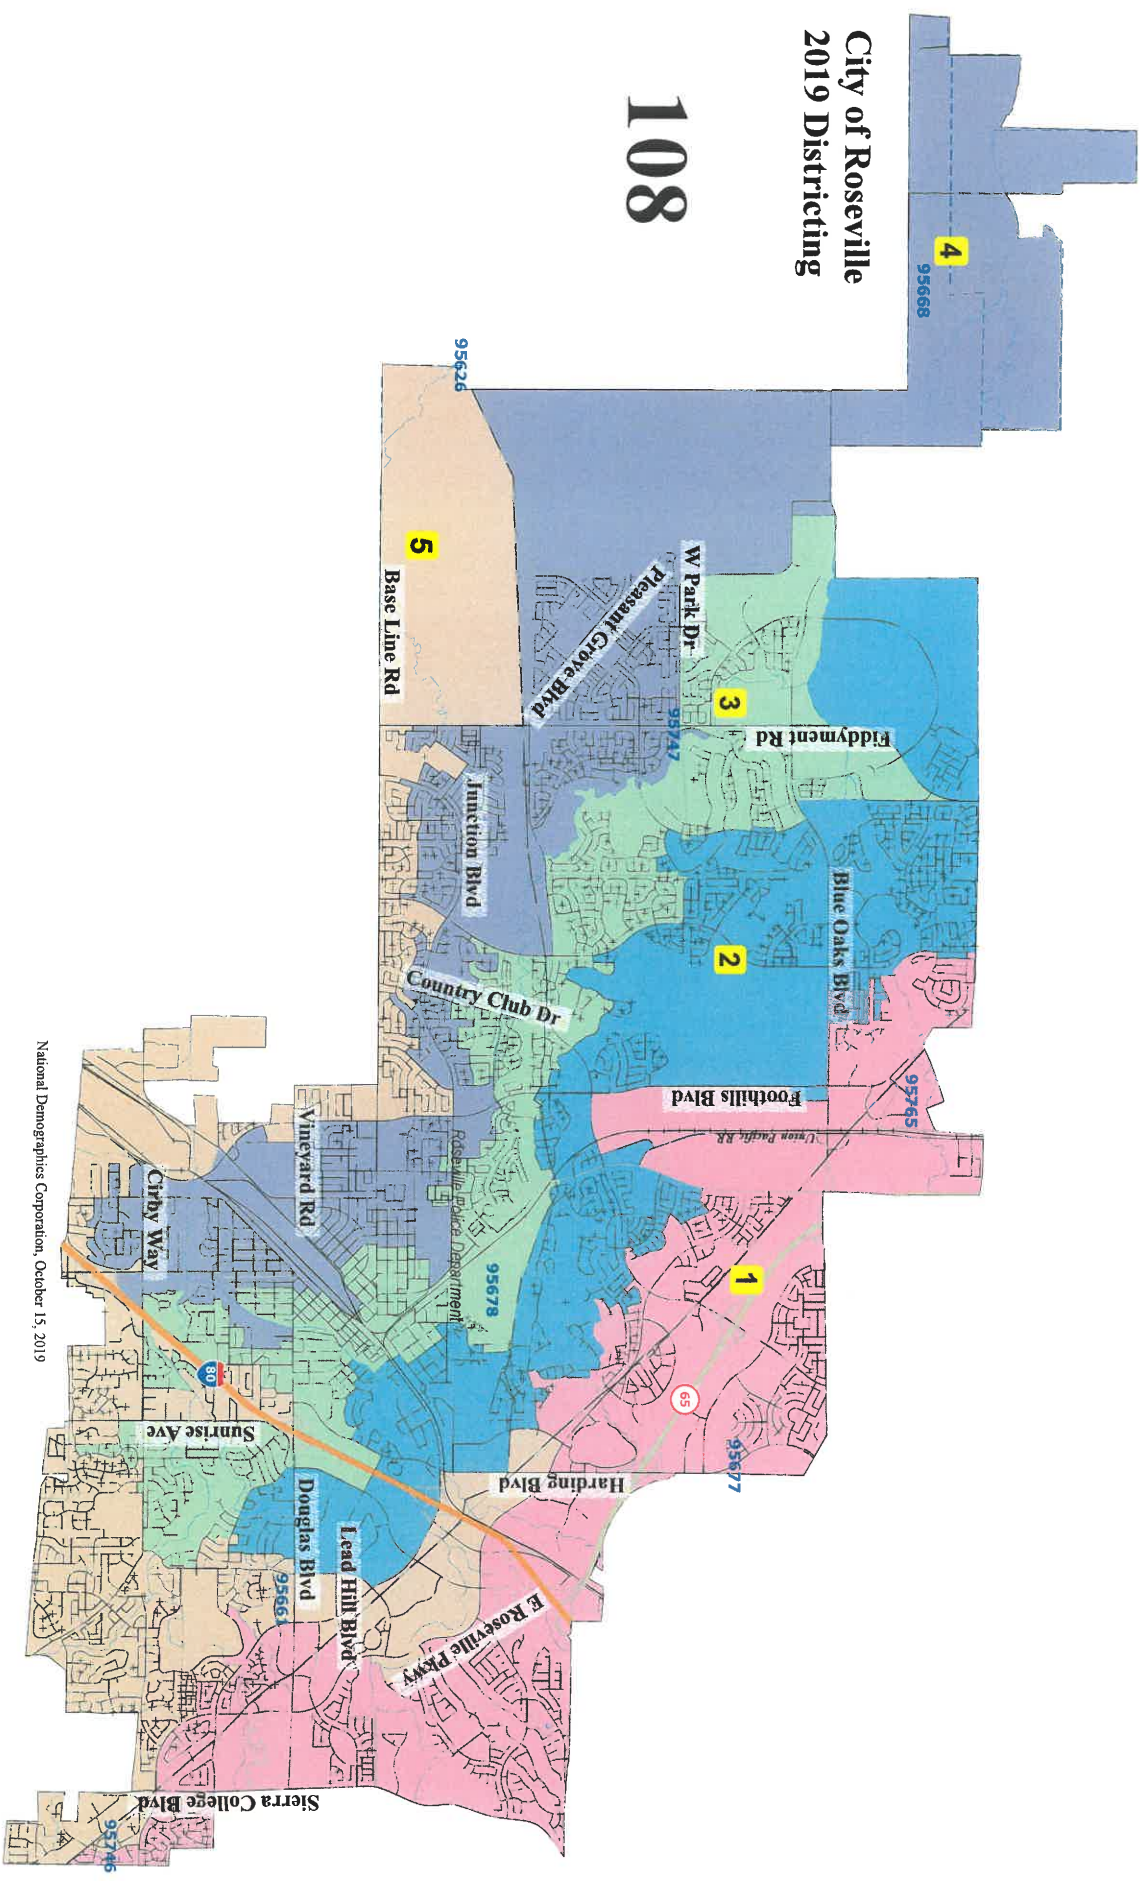 City of Roseville
2019 Districting
108
4
95668
95626
5
Base Line Rd
W Park Dr
Pleasant Grove Blvd
3
95747
Fiddyment Rd
Junction Blvd
Blue Oaks Blvd
2
Country Club Dr
Foothills Blvd
95765
Union Pacific RR
Vineyard Rd
Roseville Police Department
Cirby Way
95678
1
65
80
Sunrise Ave
95677
Harding Blvd
Douglas Blvd
Lead Hill Blvd
95661
E Roseville Pkwy
Sierra College Blvd
95746
National Demographics Corporation, October 15, 2019